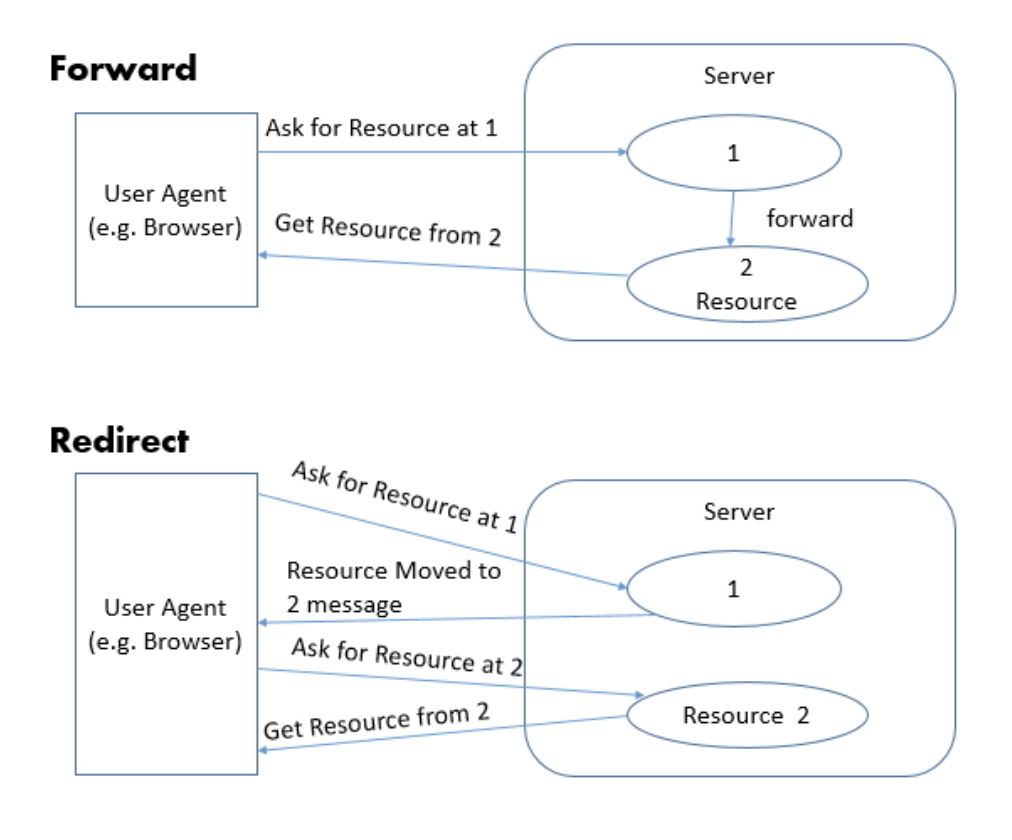 Forward
Server
Ask for Resource at 1
1
User Agent
(e.g. Browser)
forward
Get Resource from 2
2
Resource
Redirect
Ask for Resource at 1
Server
Resource Moved to
2 message
1
User Agent
(e.g. Browser)
Ask for Resource at 2
Get Resource from 2
Resource 2